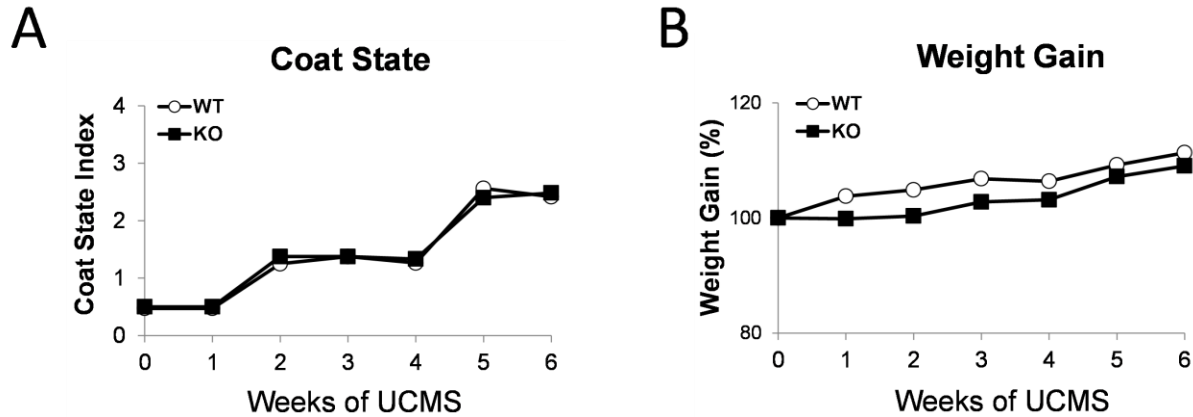 A
Coat State
WT
KO
Coat State Index
4
3
2
1
0
0 1 2 3 4 5 6
Weeks of UCMS
B
Weight Gain
WT
KO
Weight Gain (%)
120
100
80
0 1 2 3 4 5 6
Weeks of UCMS